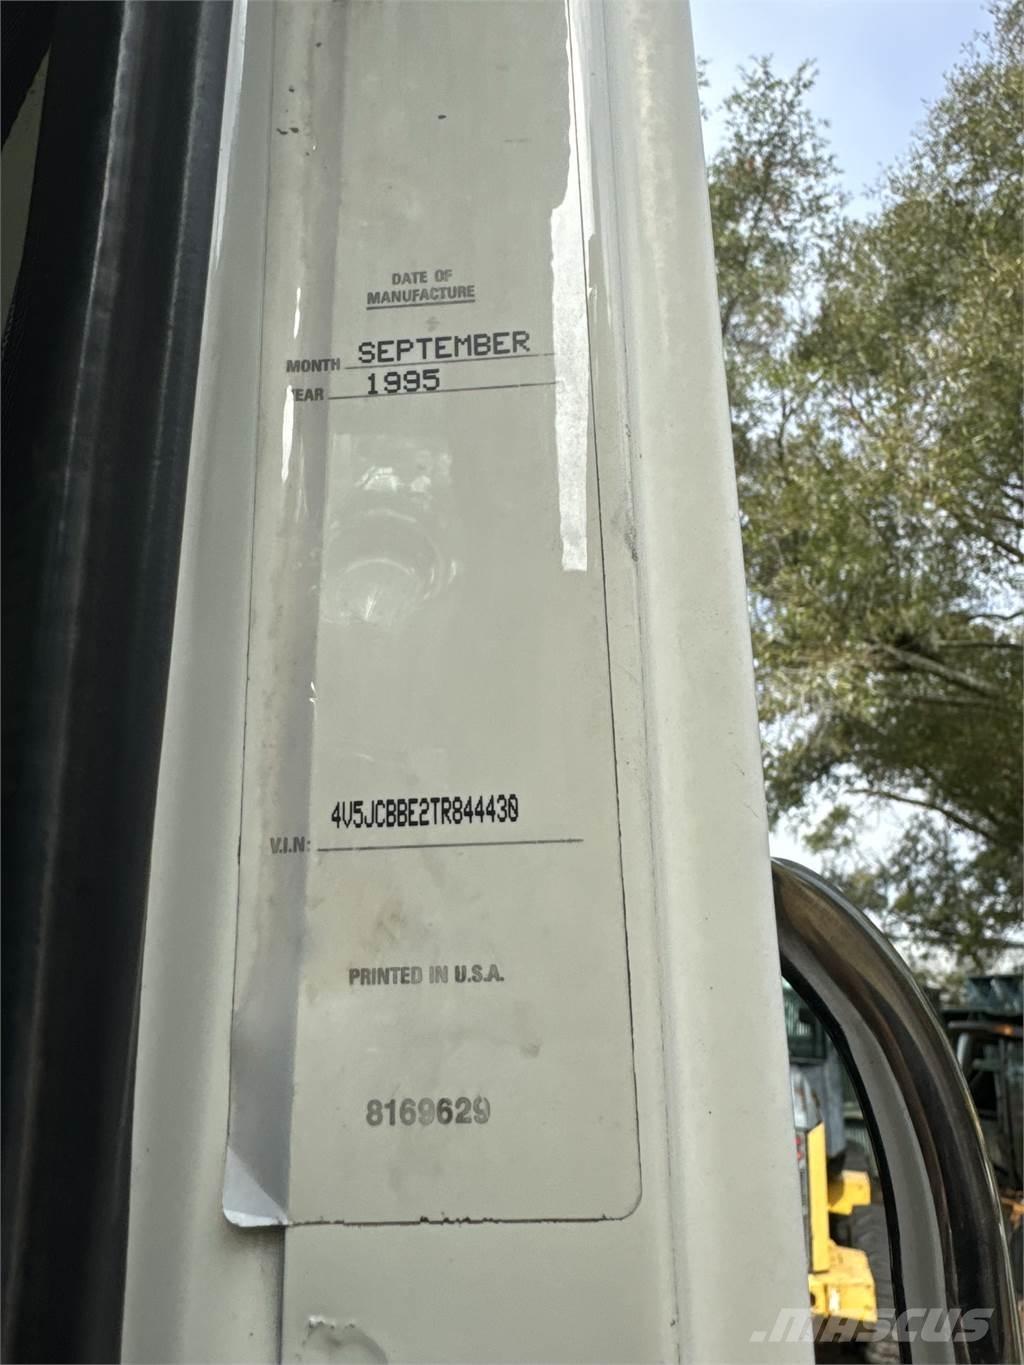 DATE OF
MANUFACTURE
MONTH SEPTEMBER
YEAR 1995
4V5JCBBE2TR844430
V.I.N:
PRINTED IN U.S.A.
8169629
MASCUS